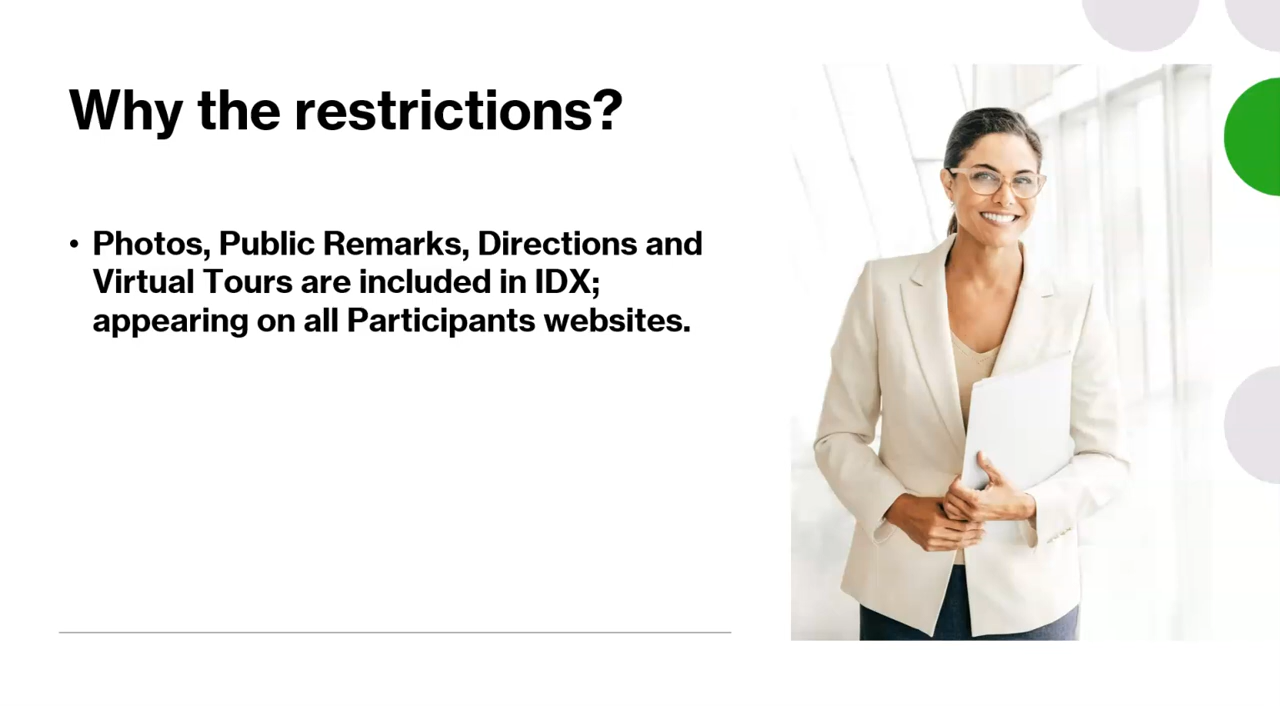 Why the restrictions?
• Photos, Public Remarks, Directions and
Virtual Tours are included in IDX;
appearing on all Participants websites.